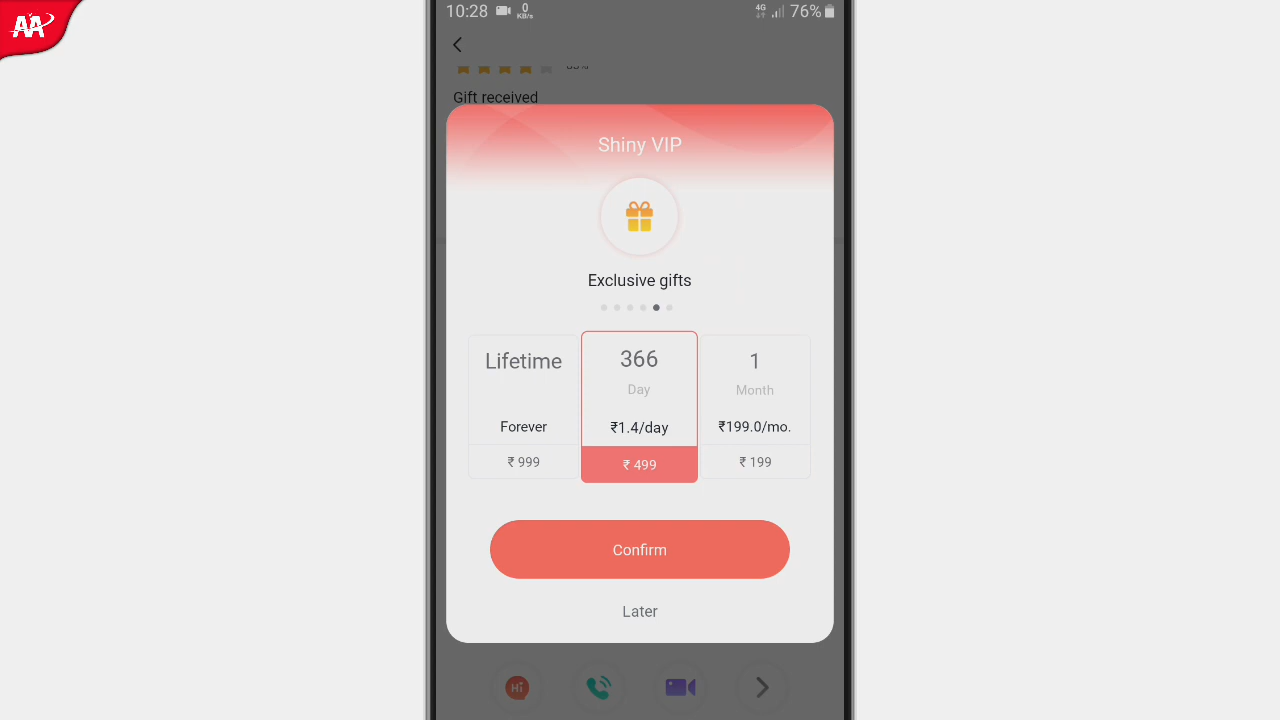 AA
10:28 0 KB/s 4G 76%
Gift received
Shiny VIP
Exclusive gifts
Lifetime 366 1
Day Month
Forever ₹1.4/day ₹199.0/mo.
₹ 999 ₹ 499 ₹ 199
Confirm
Later
Hi